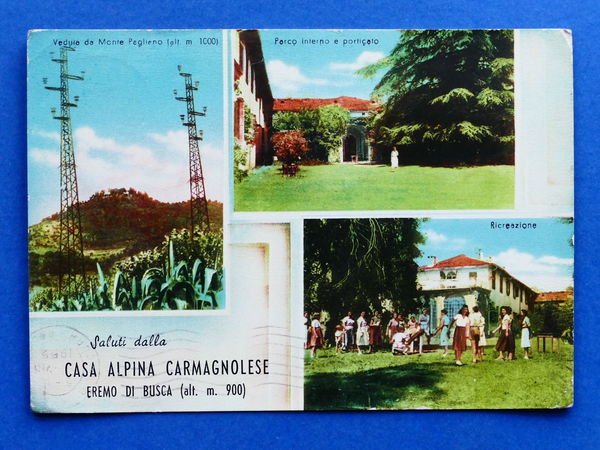 Veduta da Monte Pagliano (alt. m. 1000)
Parco interno e porticato
Ricreazione
Saluti dalla
CASA ALPINA CARMAGNOLESE
EREMO DI BUSCA (alt. m. 900)